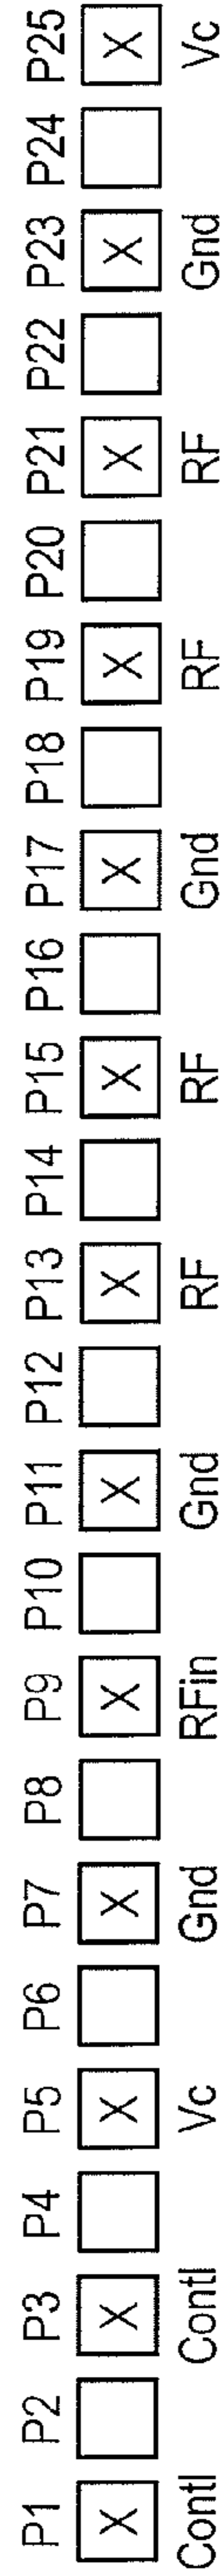 P1 P2 P3 P4 P5 P6 P7 P8 P9 P10 P11 P12 P13 P14 P15 P16 P17 P18 P19 P20 P21 P22 P23 P24 P25
X X X X X X X X X X X X X
Contl Contl Vc Gnd RFin Gnd RF RF Gnd RF RF Gnd Vc